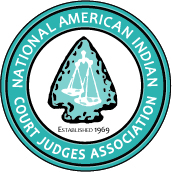 NATIONAL AMERICAN INDIAN
ESTABLISHED 1969
COURT JUDGES ASSOCIATION